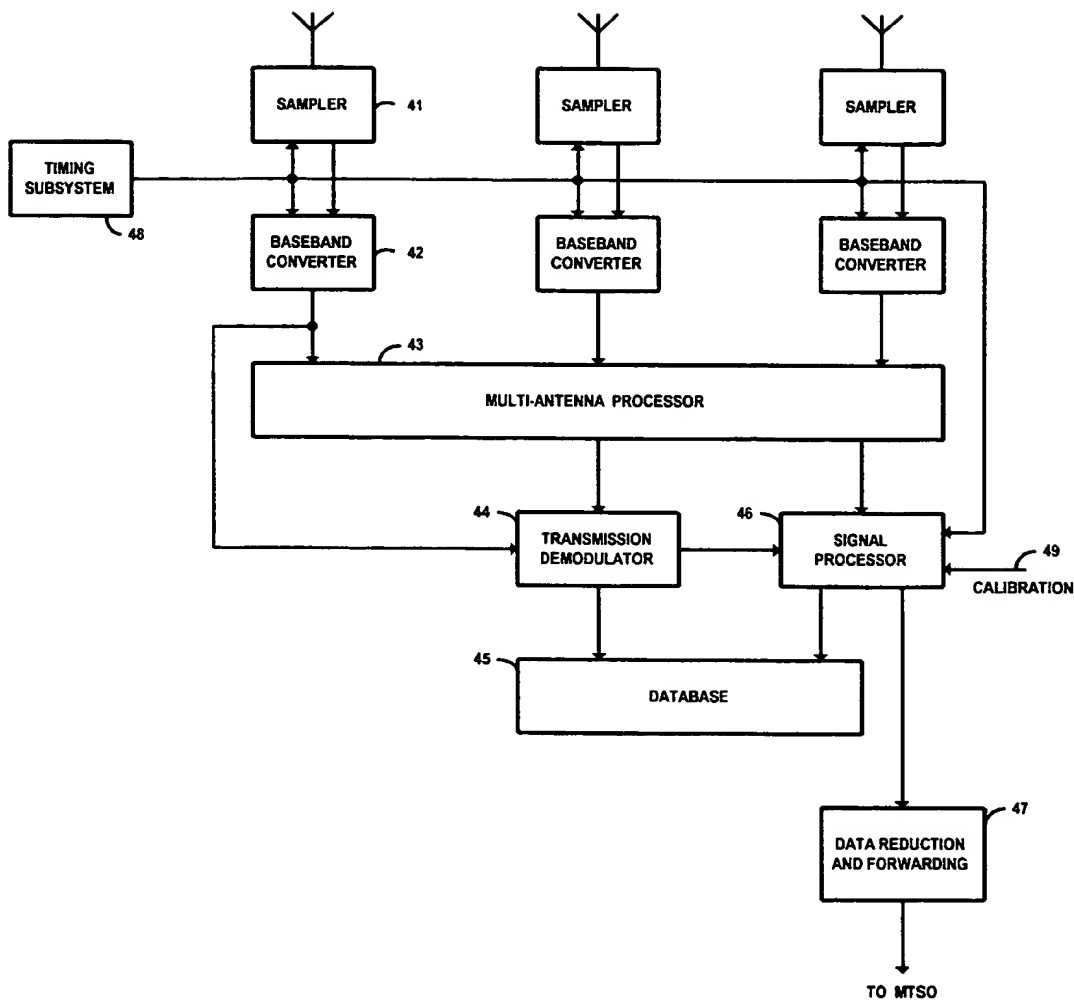 SAMPLER
41
SAMPLER
SAMPLER
TIMING
SUBSYSTEM
48
BASEBAND
CONVERTER
42
BASEBAND
CONVERTER
BASEBAND
CONVERTER
43
MULTI-ANTENNA PROCESSOR
44
TRANSMISSION
DEMODULATOR
46
SIGNAL
PROCESSOR
49
CALIBRATION
45
DATABASE
47
DATA REDUCTION
AND FORWARDING
TO MTSO